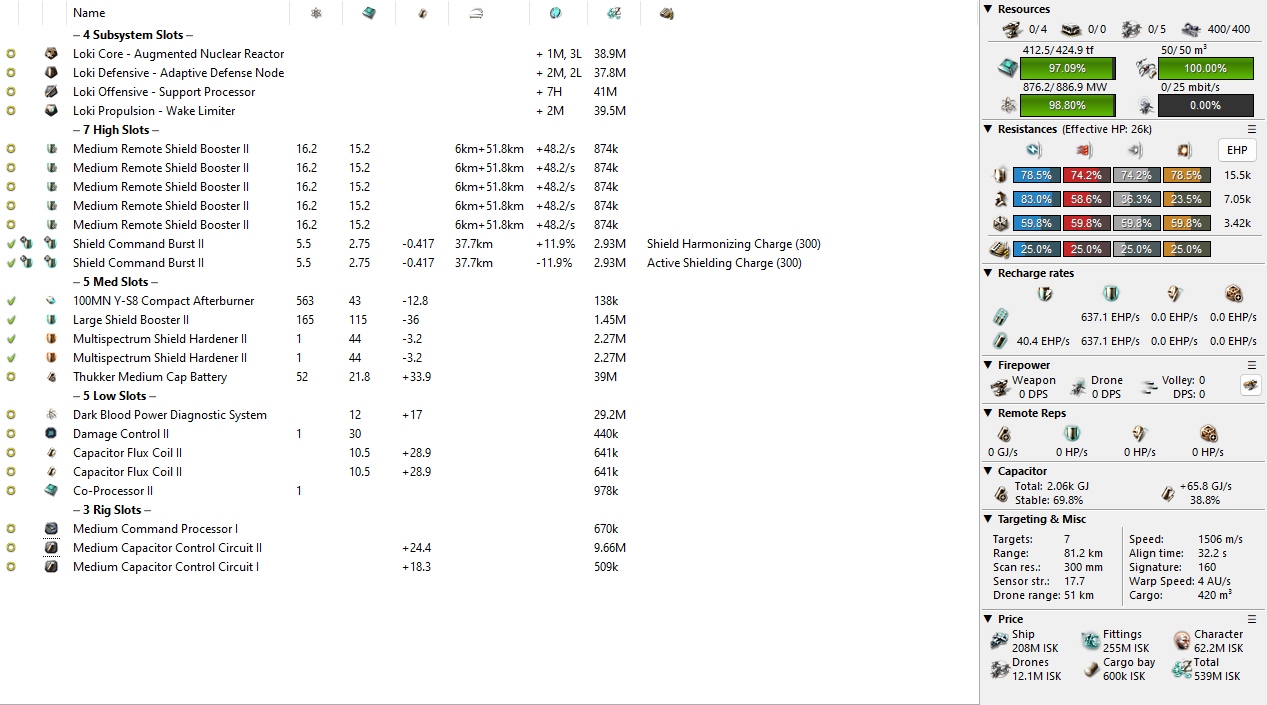 Name
– 4 Subsystem Slots –
Loki Core - Augmented Nuclear Reactor + 1M, 3L 38.9M
Loki Defensive - Adaptive Defense Node + 2M, 2L 37.8M
Loki Offensive - Support Processor + 7H 41M
Loki Propulsion - Wake Limiter + 2M 39.5M
– 7 High Slots –
Medium Remote Shield Booster II 16.2 15.2 6km+51.8km +48.2/s 874k
Medium Remote Shield Booster II 16.2 15.2 6km+51.8km +48.2/s 874k
Medium Remote Shield Booster II 16.2 15.2 6km+51.8km +48.2/s 874k
Medium Remote Shield Booster II 16.2 15.2 6km+51.8km +48.2/s 874k
Medium Remote Shield Booster II 16.2 15.2 6km+51.8km +48.2/s 874k
Shield Command Burst II 5.5 2.75 -0.417 37.7km +11.9% 2.93M Shield Harmonizing Charge (300)
Shield Command Burst II 5.5 2.75 -0.417 37.7km -11.9% 2.93M Active Shielding Charge (300)
– 5 Med Slots –
100MN Y-S8 Compact Afterburner 563 43 -12.8 138k
Large Shield Booster II 165 115 -36 1.45M
Multispectrum Shield Hardener II 1 44 -3.2 2.27M
Multispectrum Shield Hardener II 1 44 -3.2 2.27M
Thukker Medium Cap Battery 52 21.8 +33.9 39M
– 5 Low Slots –
Dark Blood Power Diagnostic System 12 +17 29.2M
Damage Control II 1 30 440k
Capacitor Flux Coil II 10.5 +28.9 641k
Capacitor Flux Coil II 10.5 +28.9 641k
Co-Processor II 1 978k
– 3 Rig Slots –
Medium Command Processor I 670k
Medium Capacitor Control Circuit II +24.4 9.66M
Medium Capacitor Control Circuit I +18.3 509k
Resources
0/4 0/0 0/5 400/400
412.5/424.9 tf 50/50 m³
97.09% 100.00%
876.2/886.9 MW 0/25 mbit/s
98.80% 0.00%
Resistances (Effective HP: 26k)
EHP
78.5% 74.2% 74.2% 78.5% 15.5k
83.0% 58.6% 36.3% 23.5% 7.05k
59.8% 59.8% 59.8% 59.8% 3.42k
25.0% 25.0% 25.0% 25.0%
Recharge rates
637.1 EHP/s 0.0 EHP/s 0.0 EHP/s
40.4 EHP/s 637.1 EHP/s 0.0 EHP/s 0.0 EHP/s
Firepower
Weapon Drone Volley: 0
0 DPS 0 DPS DPS: 0
Remote Reps
0 GJ/s 0 HP/s 0 HP/s 0 HP/s
Capacitor
Total: 2.06k GJ +65.8 GJ/s
Stable: 69.8% 38.8%
Targeting & Misc
Targets: 7 Speed: 1506 m/s
Range: 81.2 km Align time: 32.2 s
Scan res.: 300 mm Signature: 160
Sensor str.: 17.7 Warp Speed: 4 AU/s
Drone range: 51 km Cargo: 420 m³
Price
Ship Fittings Character
208M ISK 255M ISK 62.2M ISK
Drones Cargo bay Total
12.1M ISK 600k ISK 539M ISK